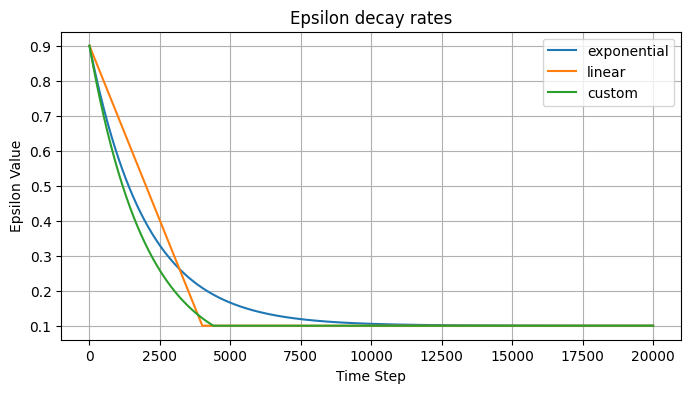 Epsilon decay rates
exponential
linear
custom
Epsilon Value
0.9
0.8
0.7
0.6
0.5
0.4
0.3
0.2
0.1
0 2500 5000 7500 10000 12500 15000 17500 20000
Time Step